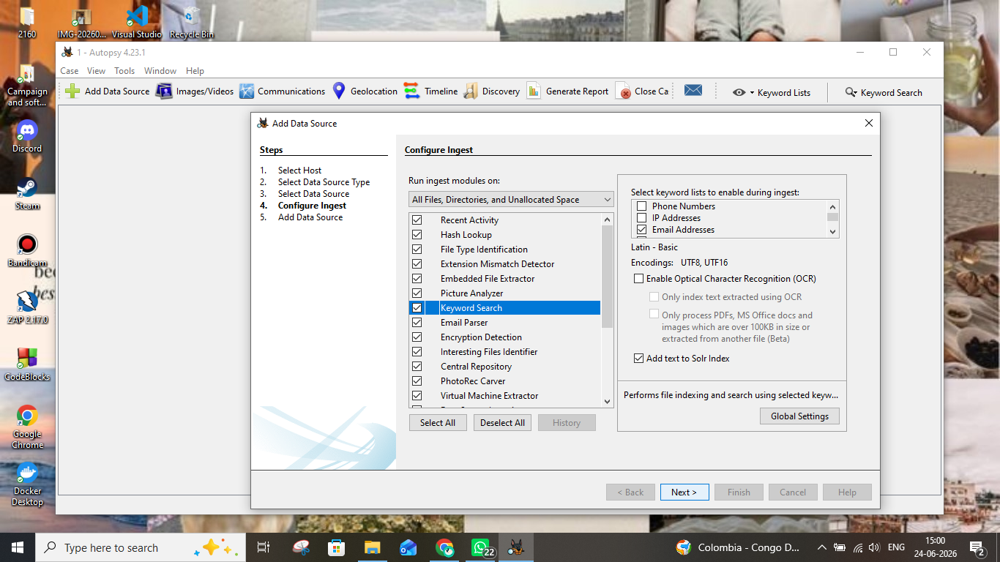 2160
IMG-20260...
Visual Studio
Recycle Bin
Campaign
and soft...
Discord
Steam
Bandicam
ZAP 2.17.0
CodeBlocks
Google
Chrome
Docker
Desktop
1 - Autopsy 4.23.1
Case View Tools Window Help
Add Data Source Images/Videos Communications Geolocation Timeline Discovery Generate Report Close Ca Keyword Lists Keyword Search
Add Data Source
Steps
1. Select Host
2. Select Data Source Type
3. Select Data Source
4. Configure Ingest
5. Add Data Source
Configure Ingest
Run ingest modules on:
All Files, Directories, and Unallocated Space
Recent Activity
Hash Lookup
File Type Identification
Extension Mismatch Detector
Embedded File Extractor
Picture Analyzer
Keyword Search
Email Parser
Encryption Detection
Interesting Files Identifier
Central Repository
PhotoRec Carver
Virtual Machine Extractor
Select All Deselect All History
Select keyword lists to enable during ingest:
Phone Numbers
IP Addresses
Email Addresses
Latin - Basic
Encodings: UTF8, UTF16
Enable Optical Character Recognition (OCR)
Only index text extracted using OCR
Only process PDFs, MS Office docs and
images which are over 100KB in size or
extracted from another file (Beta)
Add text to Solr Index
Performs file indexing and search using selected keyw...
Global Settings
< Back Next > Finish Cancel Help
Type here to search
22
Colombia - Congo D...
ENG
15:00
24-06-2026
2